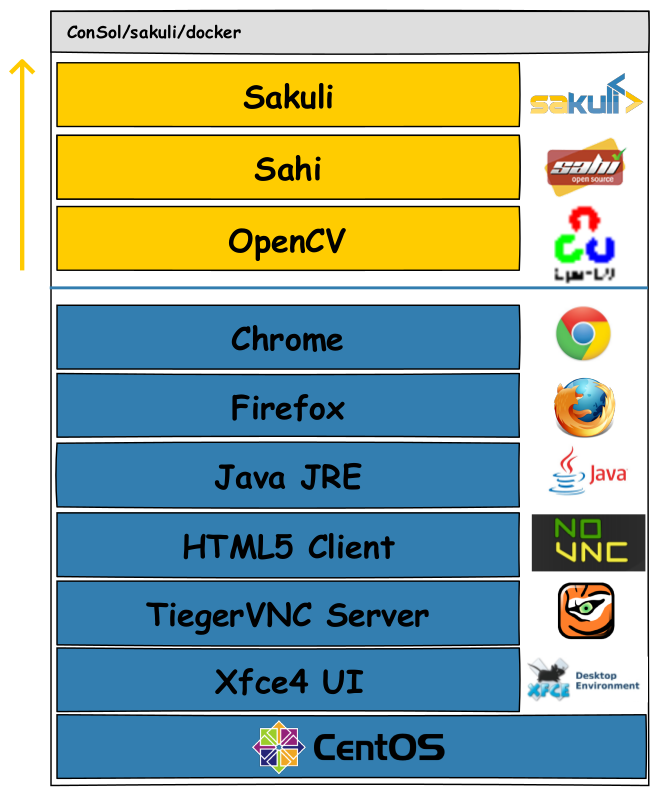 ConSol/sakuli/docker
Sakuli
sakuli
Sahi
sahi
open source
OpenCV
Chrome
Firefox
Java JRE
Java
HTML5 Client
NO
VNC
TiegerVNC Server
Xfce4 UI
XFCE
Desktop
Environment
CentOS